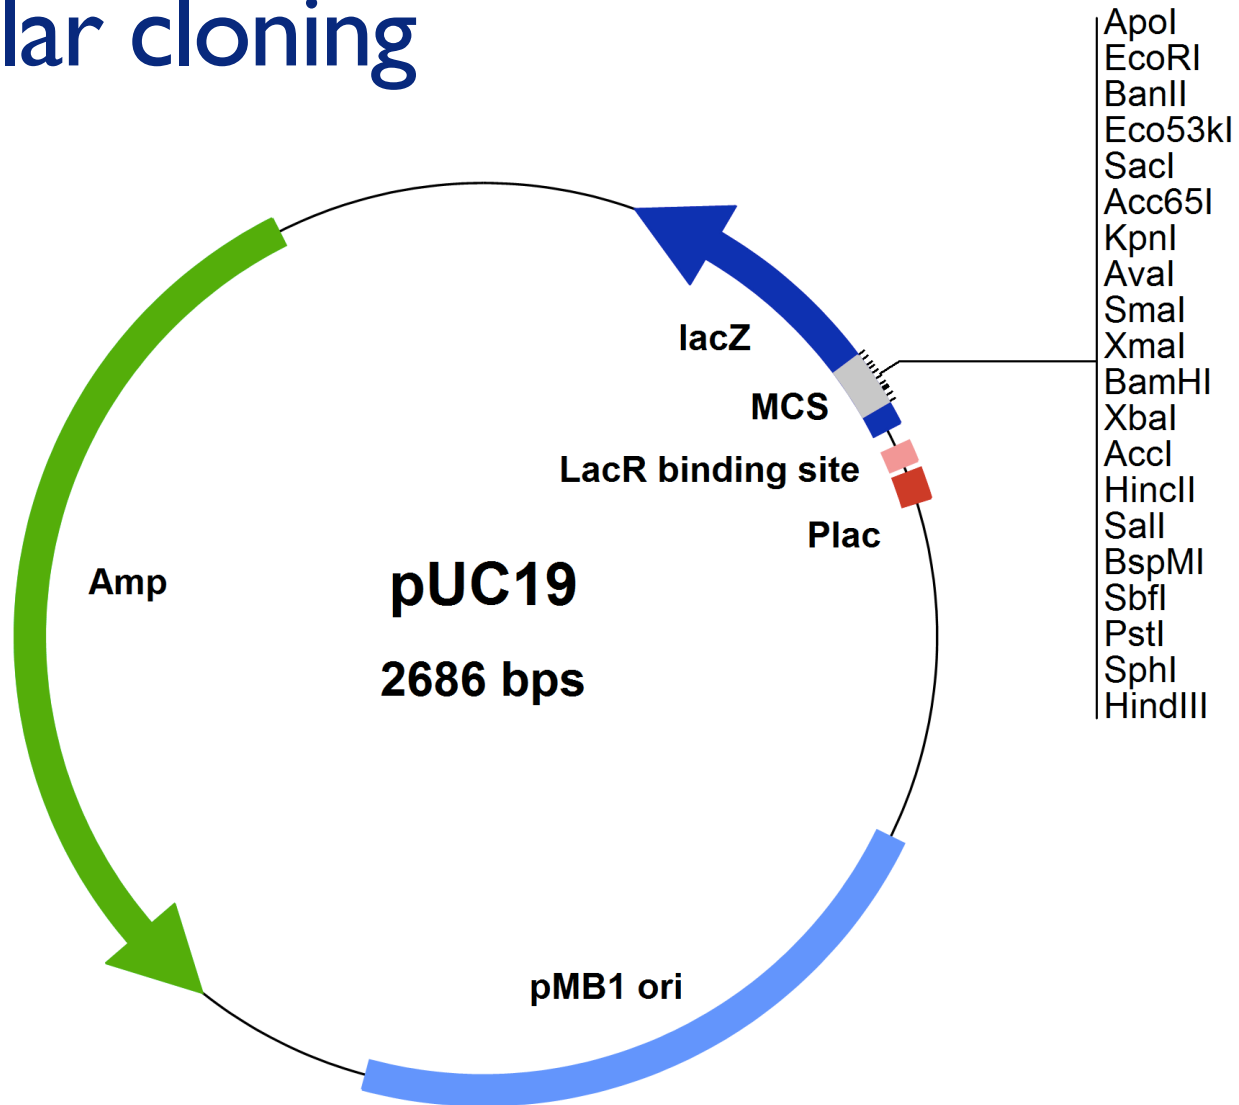 lar cloning
ApoI
EcoRI
BanII
Eco53kI
SacI
Acc65I
KpnI
AvaI
SmaI
XmaI
BamHI
XbaI
AccI
HincII
SalI
BspMI
SbfI
PstI
SphI
HindIII
lacZ
MCS
LacR binding site
Plac
Amp
pUC19
2686 bps
pMB1 ori